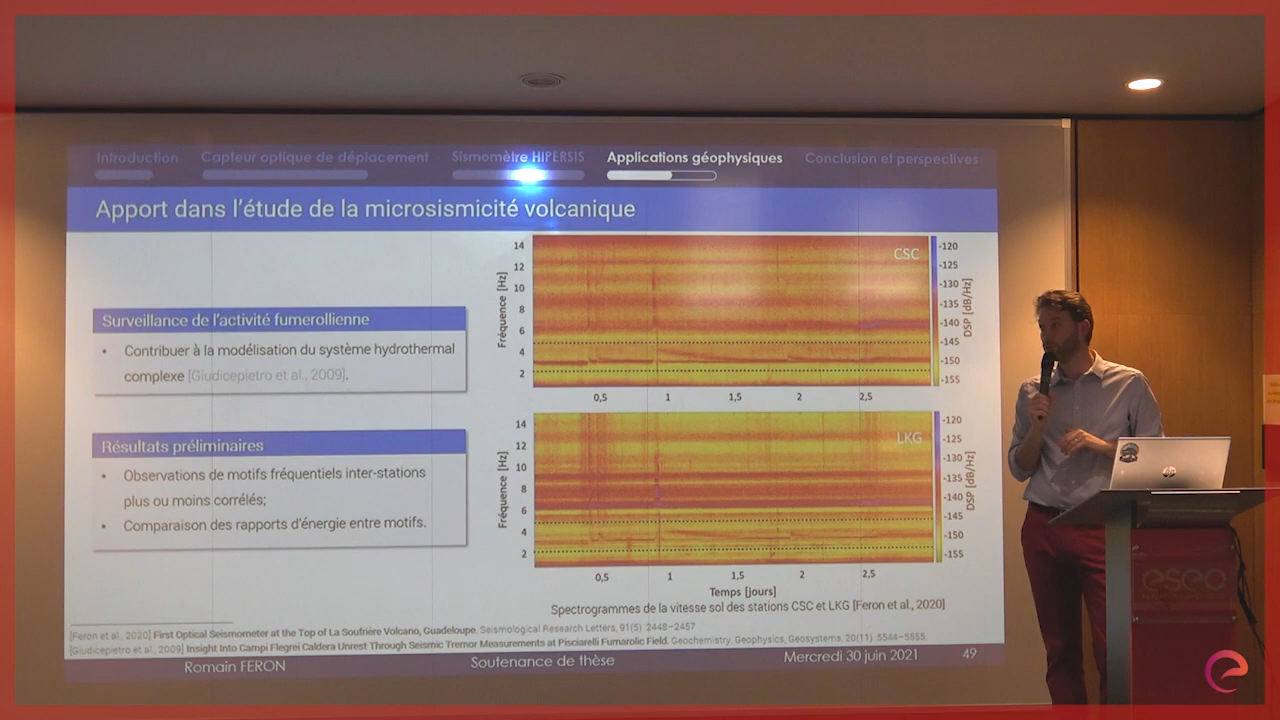 Introduction
Capteur optique de déplacement
Sismomètre HIPERSIS
Applications géophysiques
Conclusion et perspectives
Apport dans l'étude de la microsismicité volcanique
Surveillance de l'activité fumerollienne
• Contribuer à la modélisation du système hydrothermal
complexe [Giudicepietro et al., 2009].
Résultats préliminaires
• Observations de motifs fréquentiels inter-stations
plus ou moins corrélés;
• Comparaison des rapports d'énergie entre motifs.
Fréquence [Hz]
14
12
10
8
6
4
2
CSC
0,5 1 1,5 2 2,5
-120
-125
-130
-135
-140
-145
-150
-155
DSP [dB/Hz]
Fréquence [Hz]
14
12
10
8
6
4
2
LKG
0,5 1 1,5 2 2,5
-120
-125
-130
-135
-140
-145
-150
-155
DSP [dB/Hz]
Temps [jours]
Spectrogrammes de la vitesse sol des stations CSC et LKG [Feron et al., 2020]
[Feron et al., 2020] First Optical Seismometer at the Top of La Soufrière Volcano, Guadeloupe. Seismological Research Letters, 91(5): 2448–2457
[Giudicepietro et al., 2009] Insight Into Campi Flegrei Caldera Unrest Through Seismic Tremor Measurements at Pisciarelli Fumarolic Field. Geochemistry, Geophysics, Geosystems, 20(11): 5544–5555.
Romain FERON
Soutenance de thèse
Mercredi 30 juin 2021
49
hp
eseo